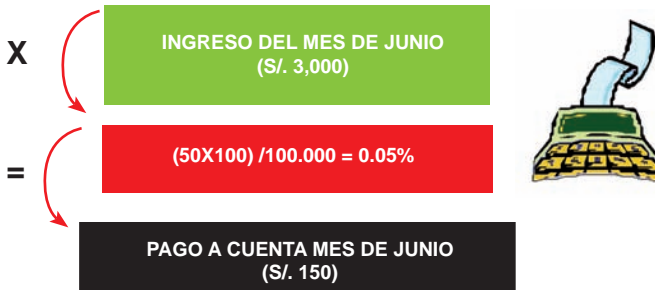 X
INGRESO DEL MES DE JUNIO
(S/. 3,000)
=
(50X100) /100.000 = 0.05%
PAGO A CUENTA MES DE JUNIO
(S/. 150)